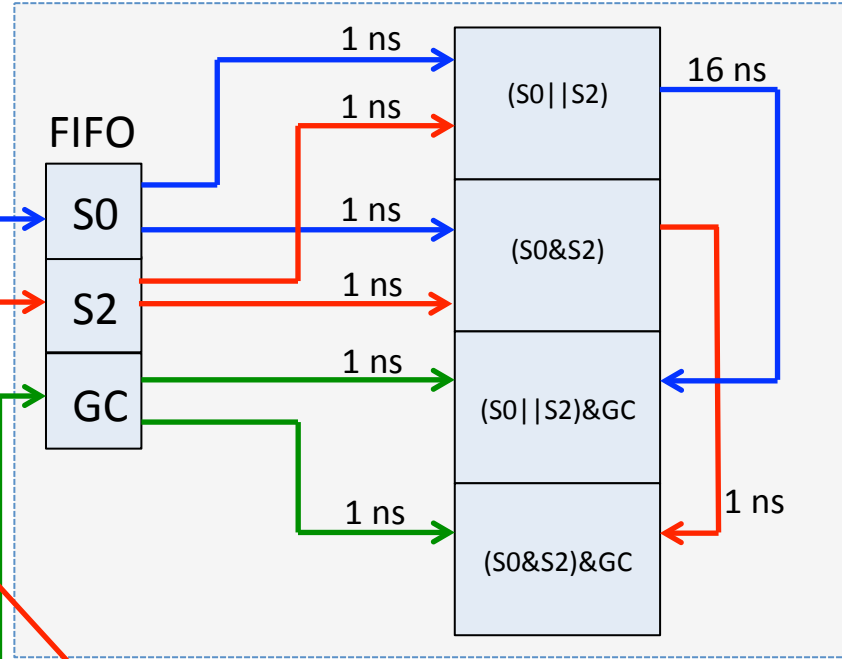 1 ns
16 ns
(S0||S2)
1 ns
FIFO
S0
1 ns
(S0&S2)
S2
1 ns
1 ns
GC
(S0||S2)&GC
1 ns
1 ns
(S0&S2)&GC